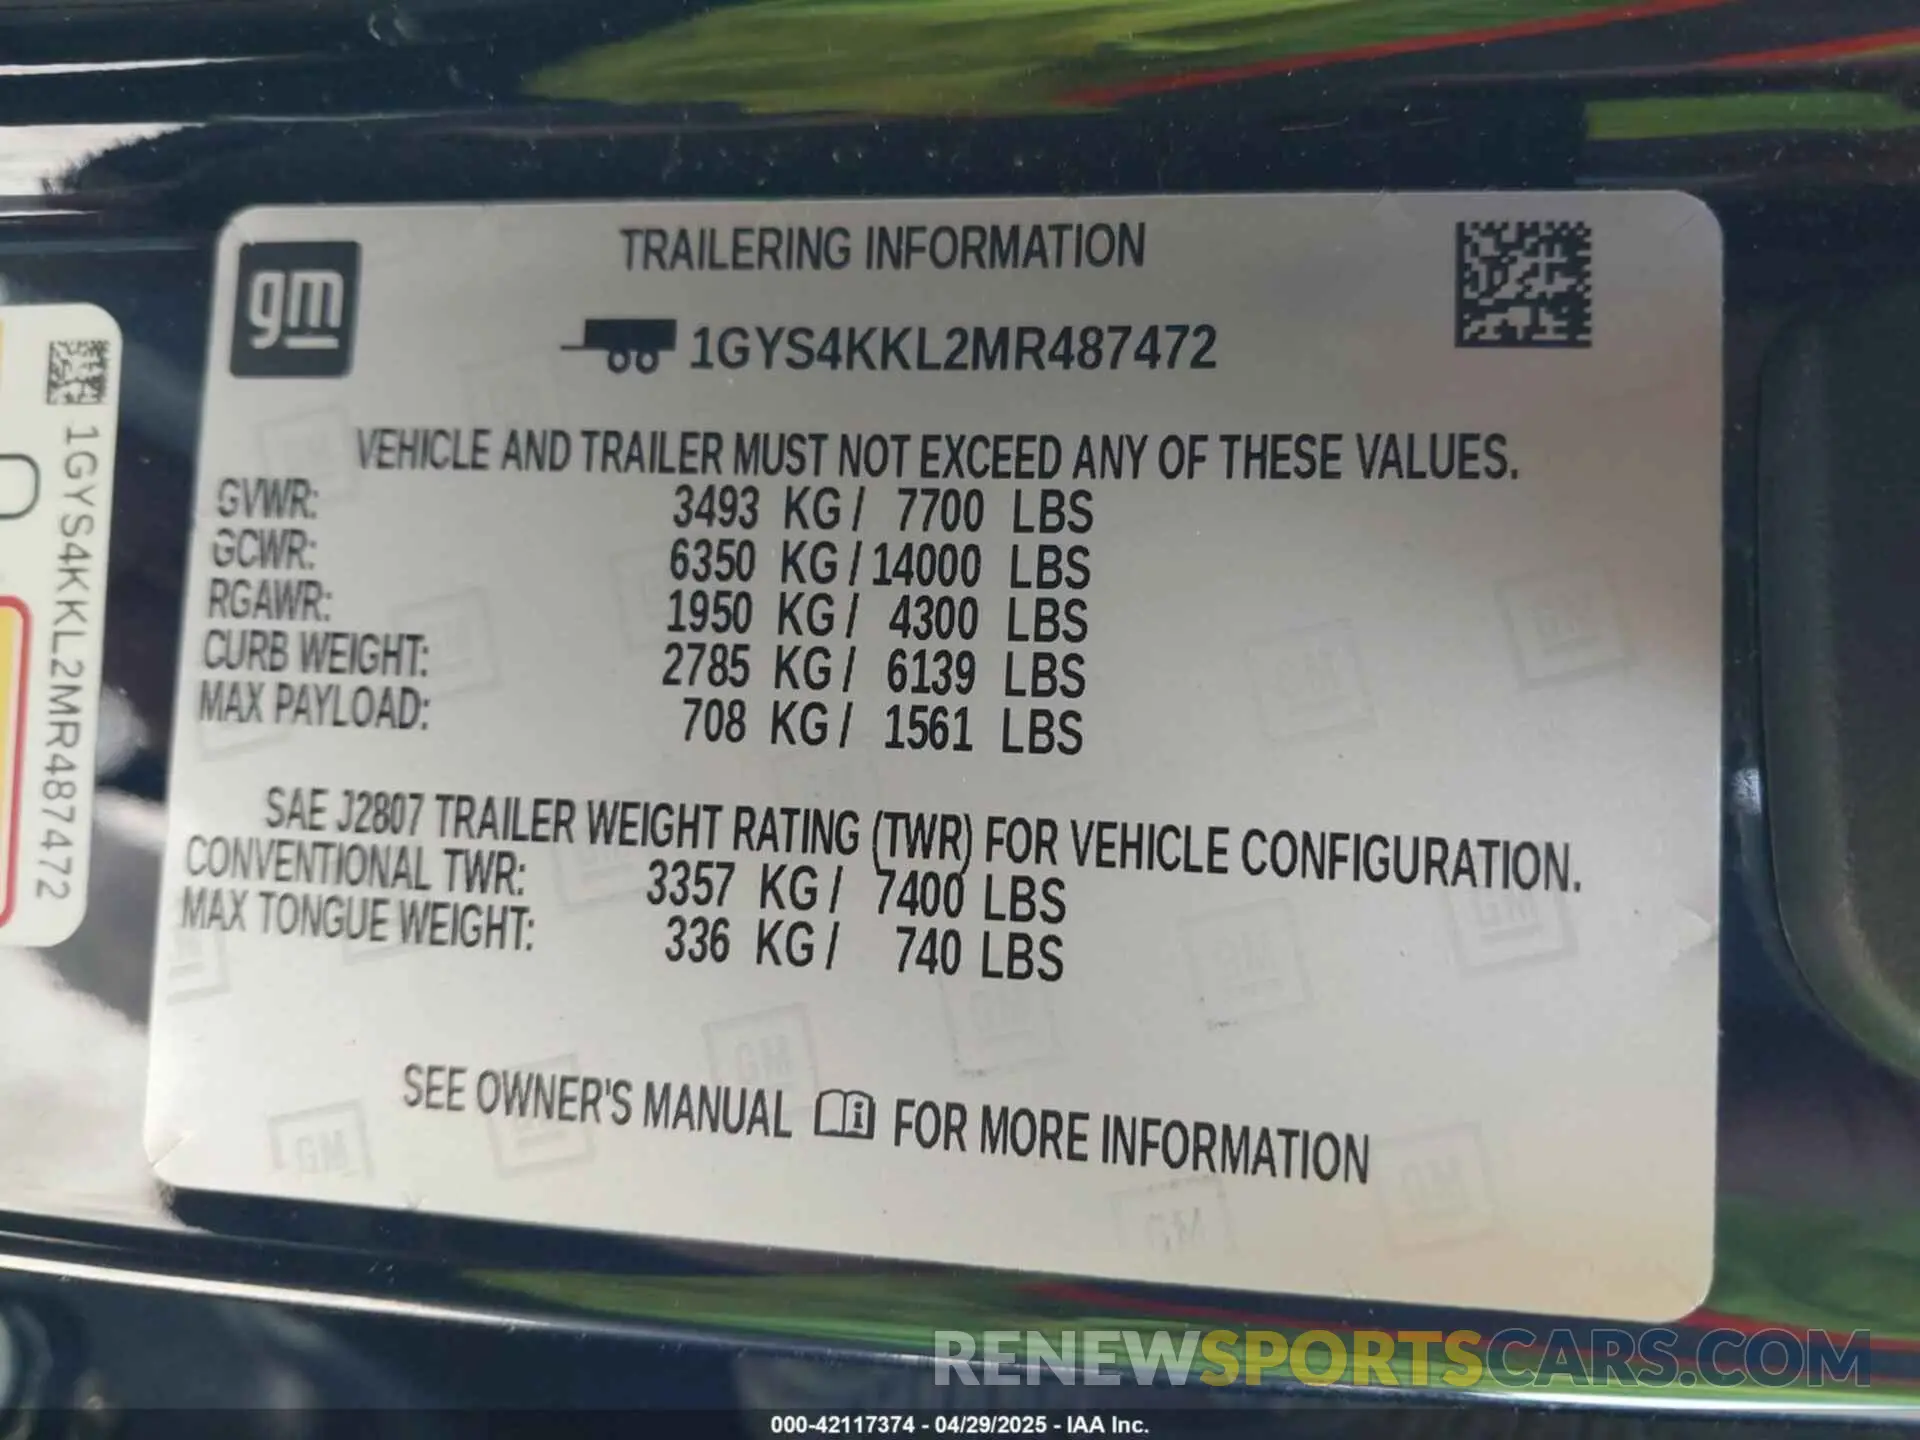 gm
TRAILERING INFORMATION
1GYS4KKL2MR487472
VEHICLE AND TRAILER MUST NOT EXCEED ANY OF THESE VALUES.
GVWR: 3493 KG / 7700 LBS
GCWR: 6350 KG / 14000 LBS
RGAWR: 1950 KG / 4300 LBS
CURB WEIGHT: 2785 KG / 6139 LBS
MAX PAYLOAD: 708 KG / 1561 LBS
SAE J2807 TRAILER WEIGHT RATING (TWR) FOR VEHICLE CONFIGURATION.
CONVENTIONAL TWR: 3357 KG / 7400 LBS
MAX TONGUE WEIGHT: 336 KG / 740 LBS
SEE OWNER'S MANUAL FOR MORE INFORMATION
1GYS4KKL2MR487472
RENEWSPORTSCARS.COM
000-42117374 - 04/29/2025 - IAA Inc.